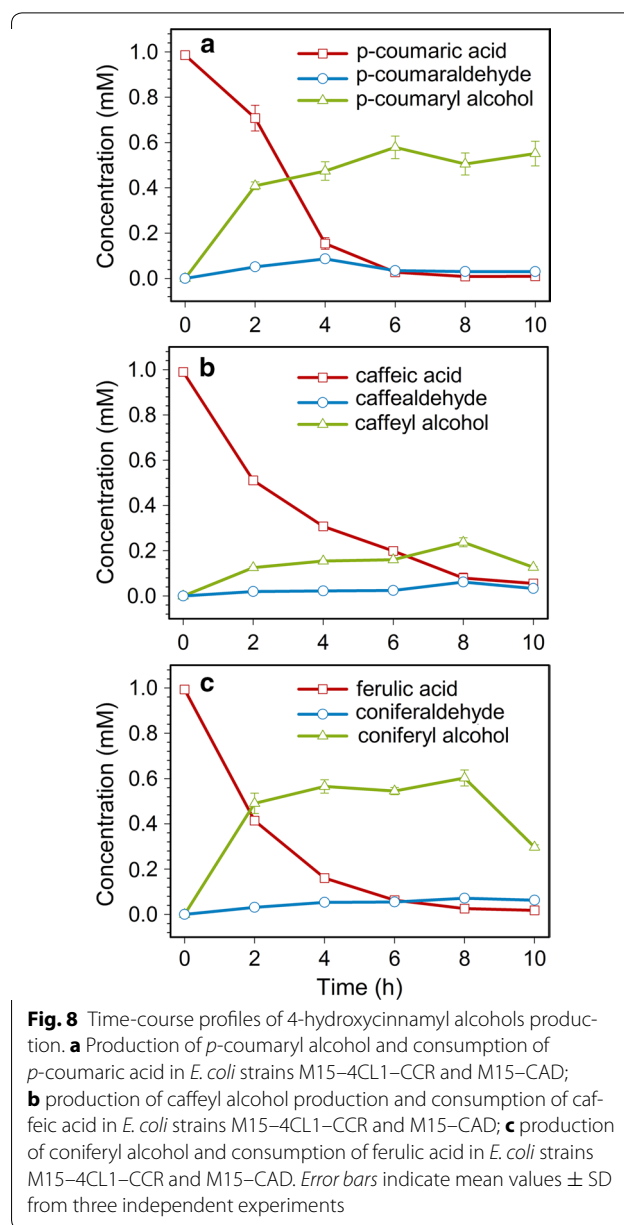 a
p-coumaric acid
p-coumaraldehyde
p-coumaryl alcohol
Concentration (mM)
1.0
0.8
0.6
0.4
0.2
0.0
0 2 4 6 8 10
b
caffeic acid
caffealdehyde
caffeyl alcohol
Concentration (mM)
1.0
0.8
0.6
0.4
0.2
0.0
0 2 4 6 8 10
c
ferulic acid
coniferaldehyde
coniferyl alcohol
Concentration (mM)
1.0
0.8
0.6
0.4
0.2
0.0
0 2 4 6 8 10
Time (h)
Fig. 8 Time-course profiles of 4-hydroxycinnamyl alcohols produc-
tion. a Production of p-coumaryl alcohol and consumption of
p-coumaric acid in E. coli strains M15–4CL1–CCR and M15–CAD;
b production of caffeyl alcohol production and consumption of caf-
feic acid in E. coli strains M15–4CL1–CCR and M15–CAD; c production
of coniferyl alcohol and consumption of ferulic acid in E. coli strains
M15–4CL1–CCR and M15–CAD. Error bars indicate mean values ± SD
from three independent experiments